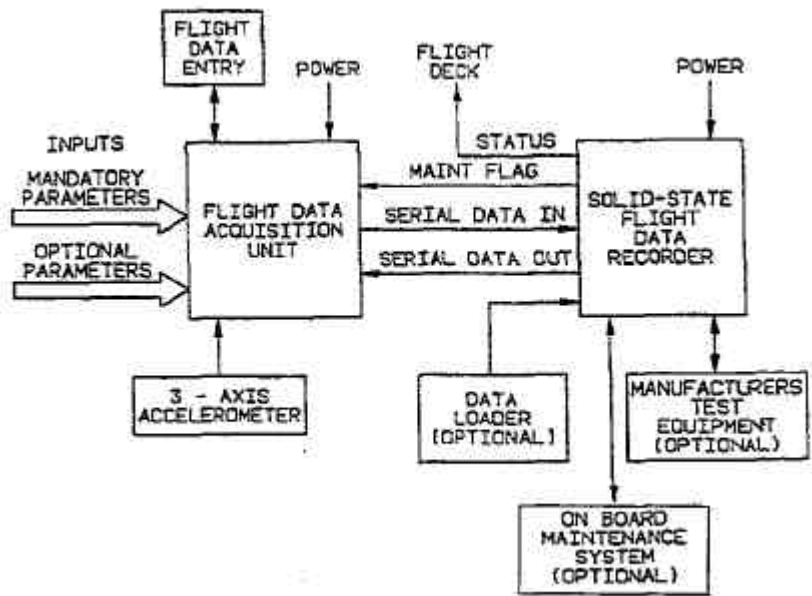 FLIGHT
DATA
ENTRY
POWER
FLIGHT
DECK
POWER
INPUTS
MANDATORY
PARAMETERS
OPTIONAL
PARAMETERS
FLIGHT DATA
ACQUISITION
UNIT
STATUS
MAINT FLAG
SERIAL DATA IN
SERIAL DATA OUT
SOLID-STATE
FLIGHT
DATA
RECORDER
3 - AXIS
ACCELEROMETER
DATA
LOADER
[OPTIONAL]
MANUFACTURERS
TEST
EQUIPMENT
(OPTIONAL)
ON BOARD
MAINTENANCE
SYSTEM
(OPTIONAL)